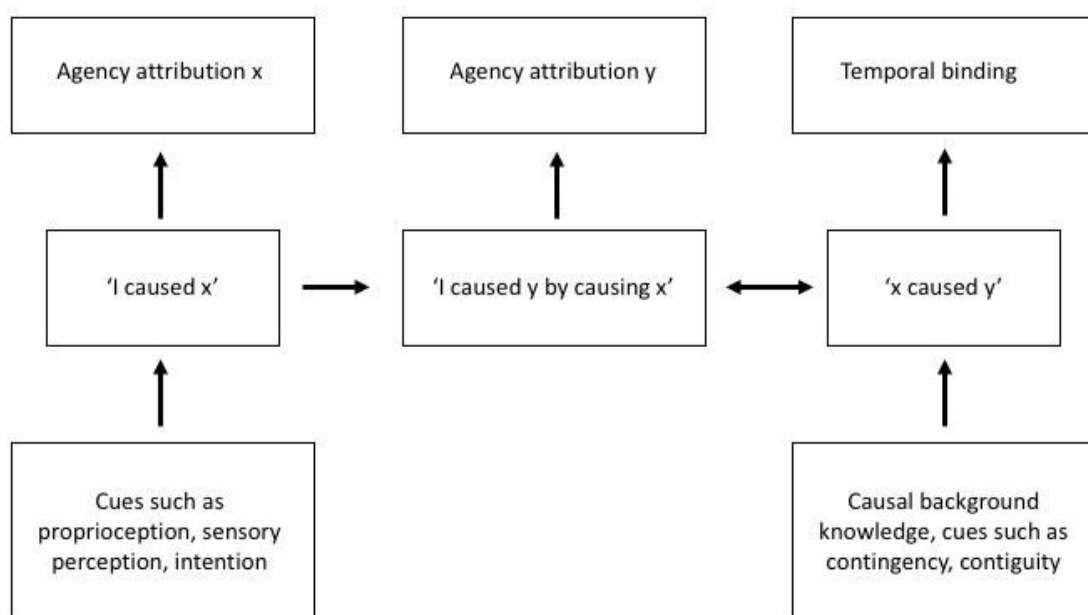 Agency attribution x
Agency attribution y
Temporal binding
‘I caused x’
‘I caused y by causing x’
‘x caused y’
Cues such as
proprioception, sensory
perception, intention
Causal background
knowledge, cues such as
contingency, contiguity